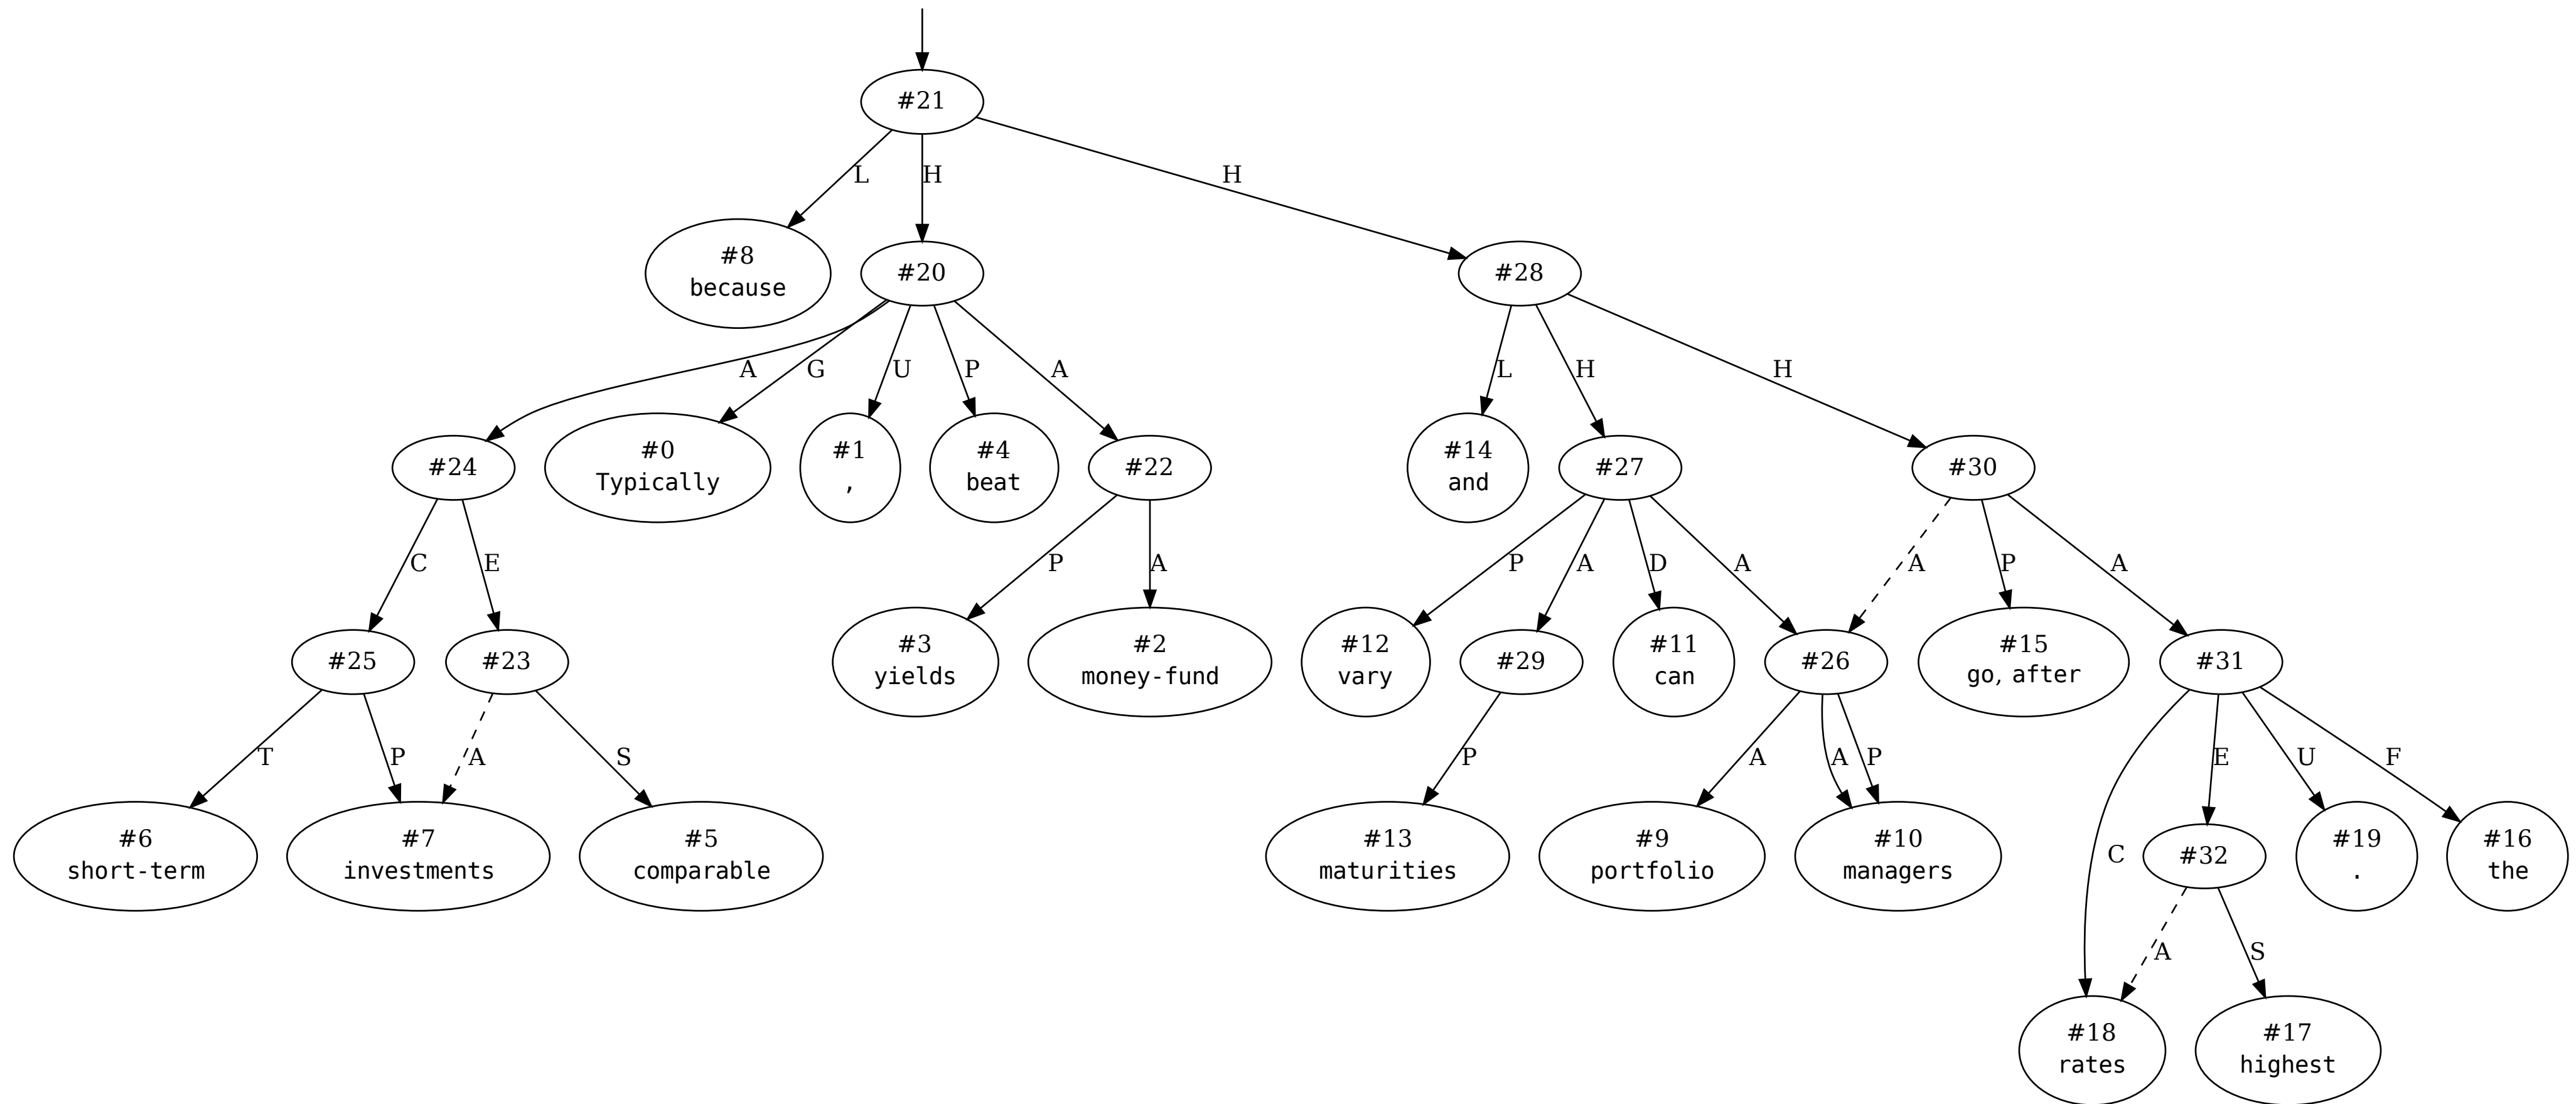 #21
L
H
H
#8
because
#20
#28
A
G
U
P
A
L
H
H
#24
#0
Typically
#1
,
#4
beat
#22
#14
and
#27
#30
C
E
P
A
P
A
D
A
A
P
A
#25
#23
#3
yields
#2
money-fund
#12
vary
#29
#11
can
#26
#15
go, after
#31
T
P
A
S
P
A
A
P
C
E
U
F
#6
short-term
#7
investments
#5
comparable
#13
maturities
#9
portfolio
#10
managers
#32
#19
.
#16
the
A
S
#18
rates
#17
highest